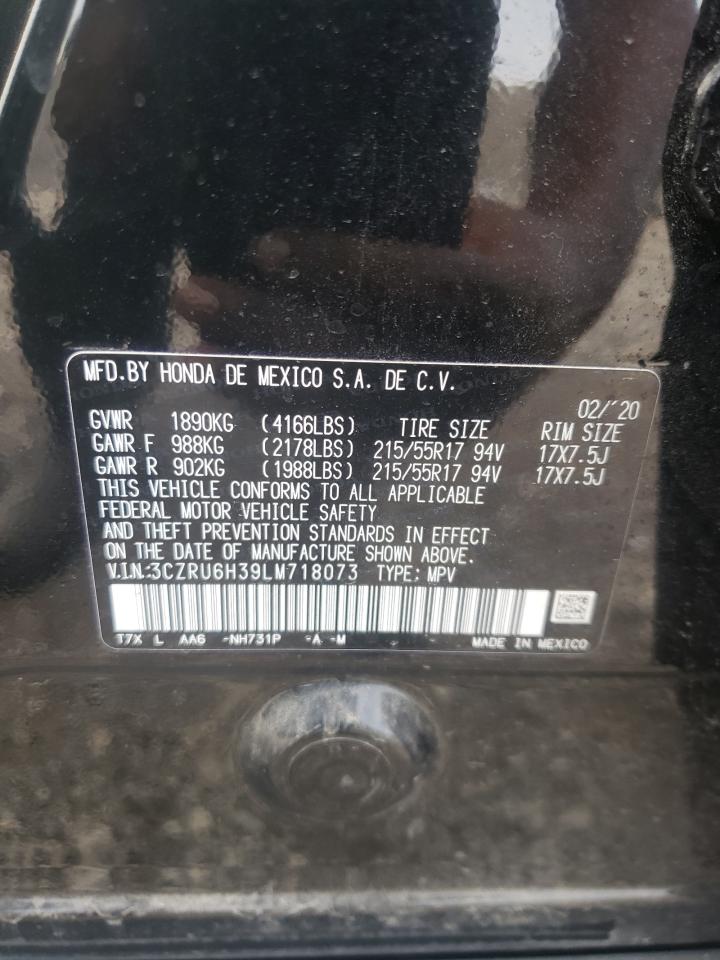 MFD.BY HONDA DE MEXICO S.A. DE C.V.
02/'20
GVWR 1890KG (4166LBS) TIRE SIZE RIM SIZE
GAWR F 988KG (2178LBS) 215/55R17 94V 17X7.5J
GAWR R 902KG (1988LBS) 215/55R17 94V 17X7.5J
THIS VEHICLE CONFORMS TO ALL APPLICABLE
FEDERAL MOTOR VEHICLE SAFETY
AND THEFT PREVENTION STANDARDS IN EFFECT
ON THE DATE OF MANUFACTURE SHOWN ABOVE.
V.I.N.:3CZRU6H39LM718073 TYPE: MPV
T7X L AA6 -NH731P -A -M MADE IN MEXICO